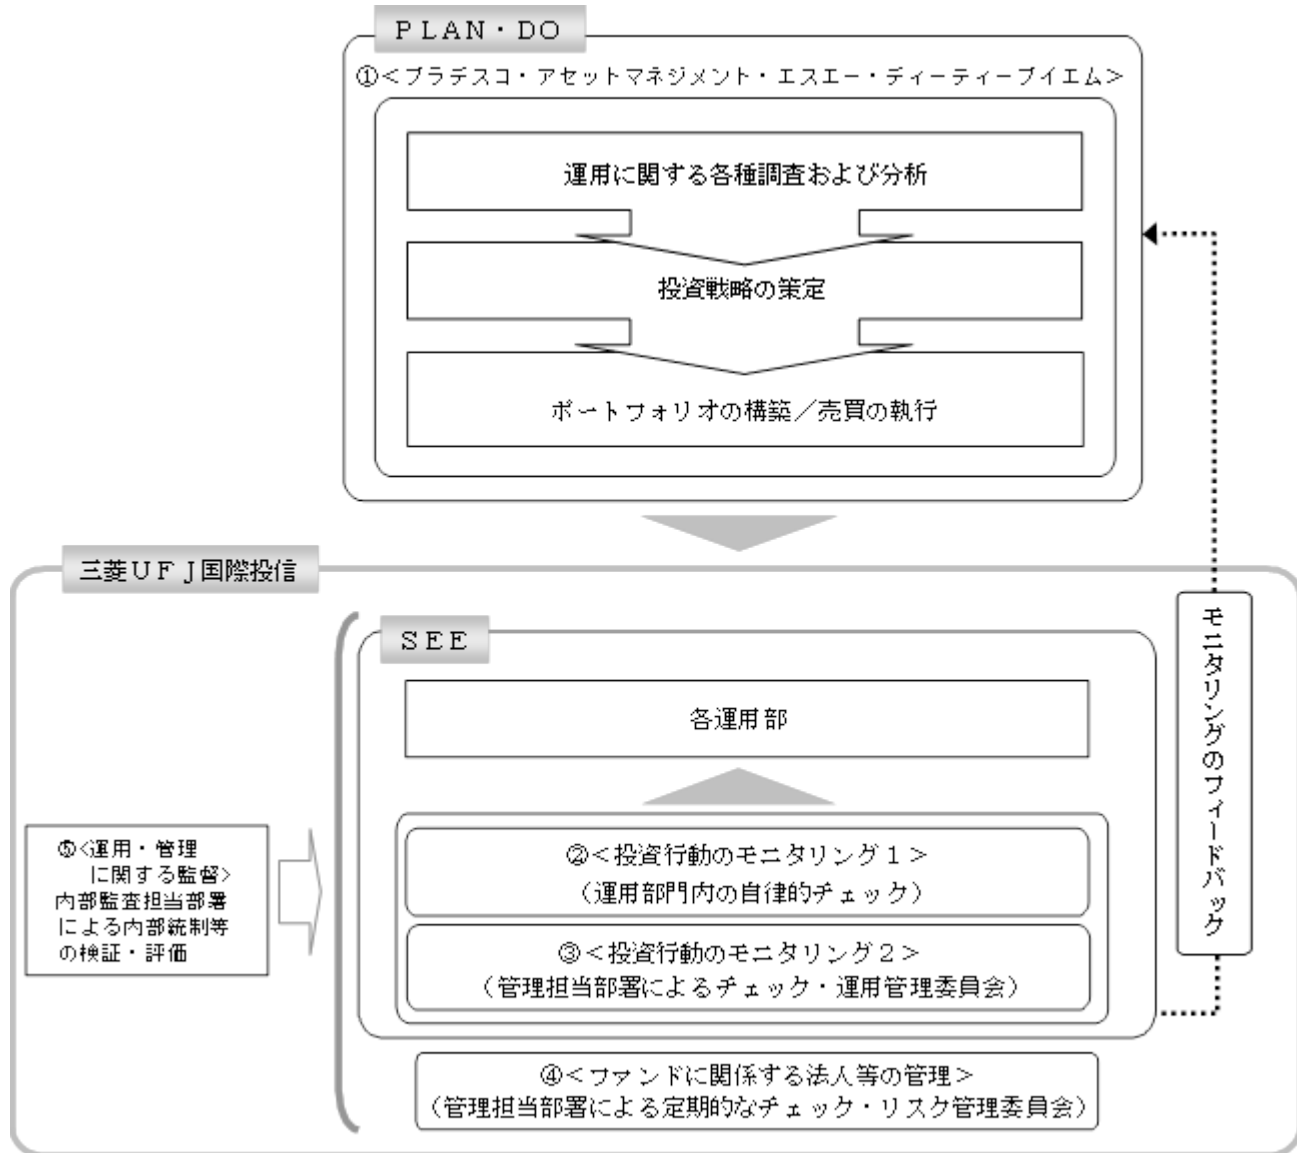 ＰＬＡＮ・ＤＯ
①＜ブラデスコ・アセットマネジメント・エスエー・ディーティーブイエム＞
運用に関する各種調査および分析
投資戦略の策定
ポートフォリオの構築／売買の執行
三菱ＵＦＪ国際投信
ＳＥＥ
各運用部
②＜投資行動のモニタリング１＞
（運用部門内の自律的チェック）
③＜投資行動のモニタリング２＞
（管理担当部署によるチェック・運用管理委員会）
④＜ファンドに関係する法人等の管理＞
（管理担当部署による定期的なチェック・リスク管理委員会）
⑤＜運用・管理
に関する監督＞
内部監査担当部署
による内部統制等
の検証・評価
モニタリングのフィードバック